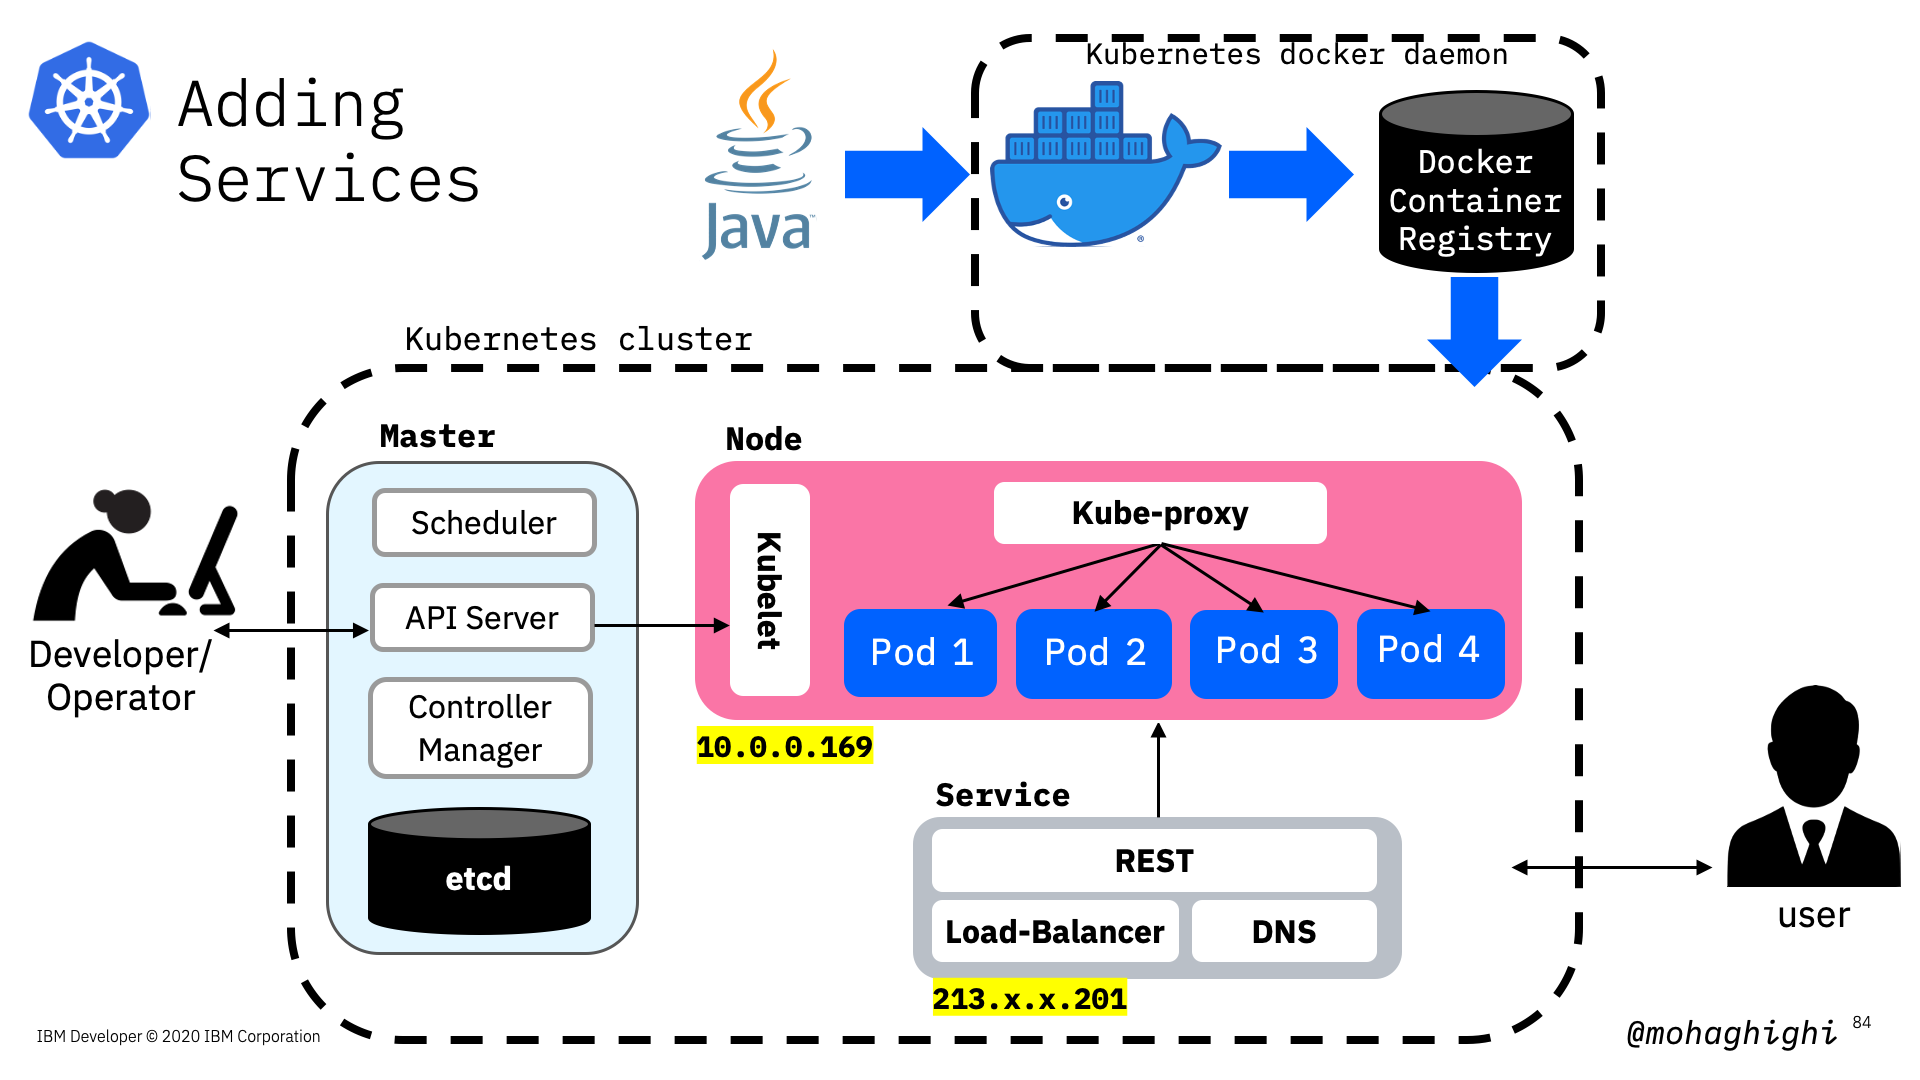 Adding
Services
Java™
Kubernetes docker daemon
®
Docker
Container
Registry
Kubernetes cluster
Master
Scheduler
API Server
Controller
Manager
etcd
Developer/
Operator
Node
Kubelet
Kube-proxy
Pod 1
Pod 2
Pod 3
Pod 4
10.0.0.169
Service
REST
Load-Balancer
DNS
213.x.x.201
user
IBM Developer © 2020 IBM Corporation
@mohaghighi
84